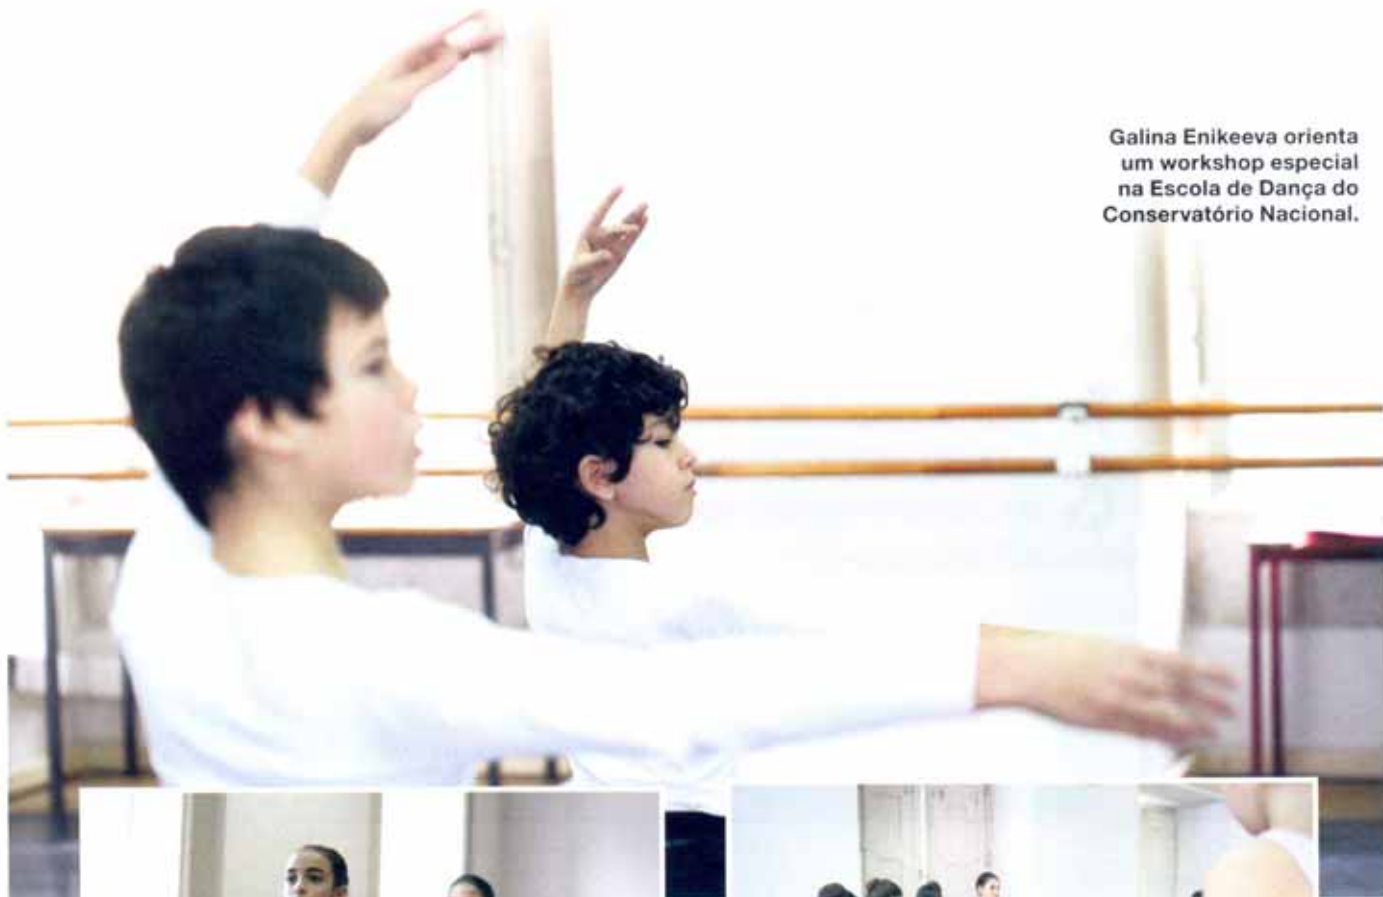 Galina Enikeeva orienta
um workshop especial
na Escola de Dança do
Conservatório Nacional.